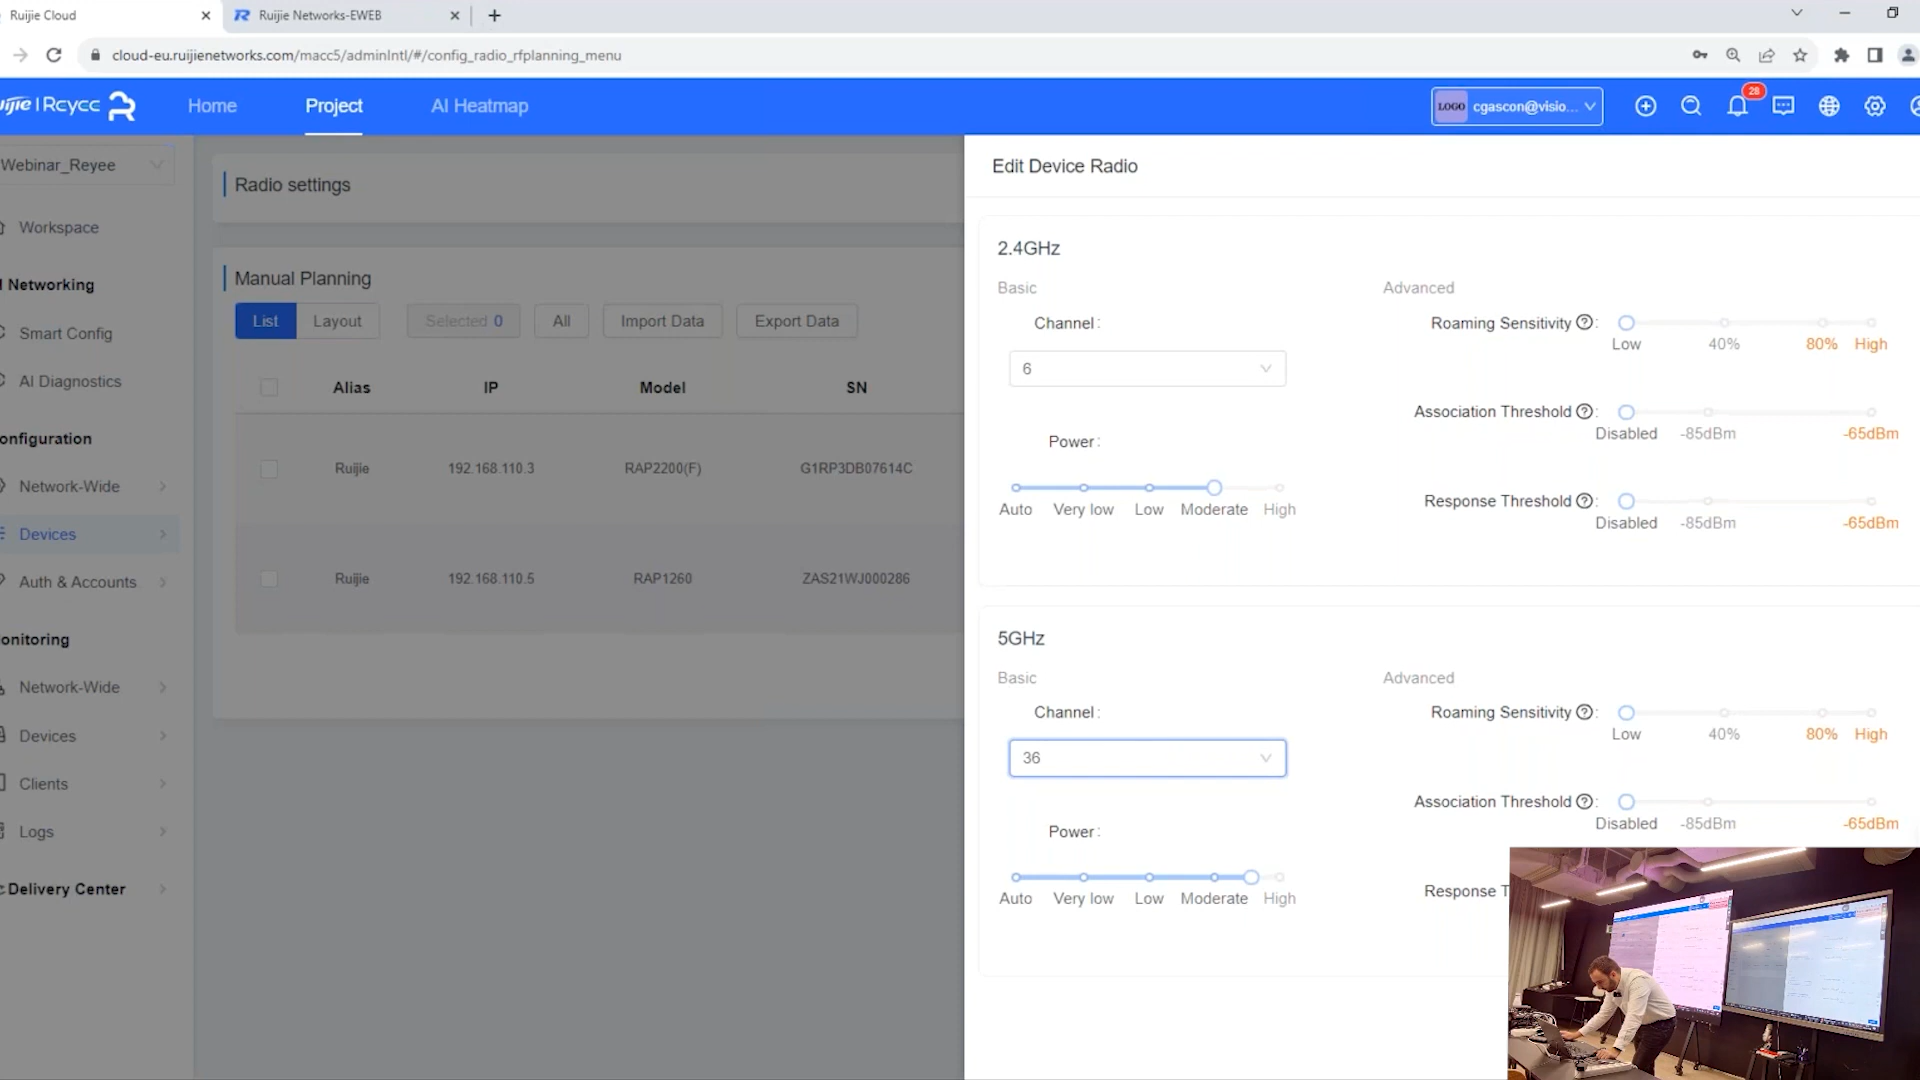 Ruijie Cloud
Ruijie Networks-EWEB
cloud-eu.ruijienetworks.com/macc5/adminIntl/#/config_radio_rfplanning_menu
uijie | Reyee
Home
Project
AI Heatmap
LOGO
cgascon@visio...
28
Webinar_Reyee
Workspace
Networking
Smart Config
AI Diagnostics
onfiguration
Network-Wide
Devices
Auth & Accounts
onitoring
Network-Wide
Devices
Clients
Logs
Delivery Center
Radio settings
Manual Planning
List
Layout
Selected 0
All
Import Data
Export Data
Alias IP Model SN
Ruijie 192.168.110.3 RAP2200(F) G1RP3DB07614C
Ruijie 192.168.110.5 RAP1260 ZAS21WJ000286
Edit Device Radio
2.4GHz
Basic
Channel :
6
Power :
Auto Very low Low Moderate High
Advanced
Roaming Sensitivity ? :
Low 40% 80% High
Association Threshold ? :
Disabled -85dBm -65dBm
Response Threshold ? :
Disabled -85dBm -65dBm
5GHz
Basic
Channel :
36
Power :
Auto Very low Low Moderate High
Advanced
Roaming Sensitivity ? :
Low 40% 80% High
Association Threshold ? :
Disabled -85dBm -65dBm
Response T